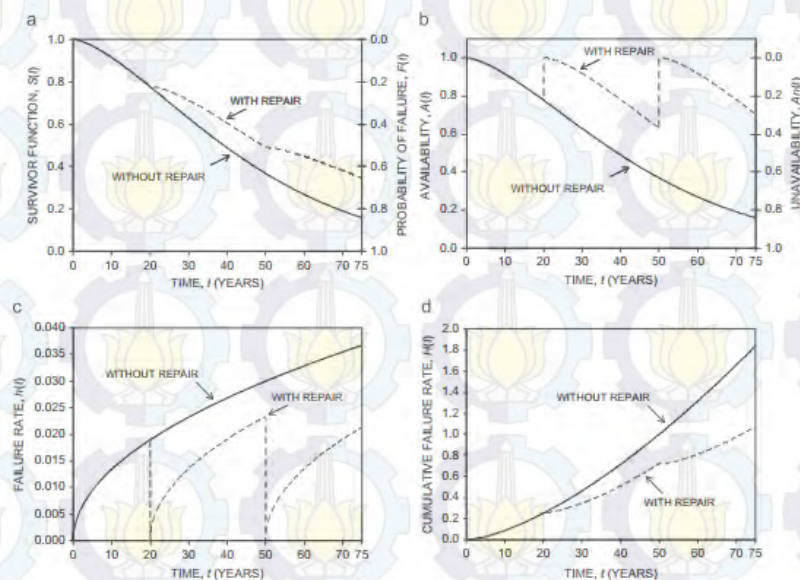 a
1.0
0.8
0.6
0.4
0.2
0.0
SURVIVOR FUNCTION, S(t)
WITH REPAIR
WITHOUT REPAIR
0.0
0.2
0.4
0.6
0.8
1.0
PROBABILITY OF FAILURE, F(t)
0 10 20 30 40 50 60 70 75
TIME, t (YEARS)
b
1.0
0.8
0.6
0.4
0.2
0.0
AVAILABILITY, A(t)
WITH REPAIR
WITHOUT REPAIR
0.0
0.2
0.4
0.6
0.8
1.0
UNAVAILABILITY,
0 10 20 30 40 50 60 70 75
TIME, t (YEARS)
c
0.040
0.035
0.030
0.025
0.020
0.015
0.010
0.005
0.000
FAILURE RATE, h(t)
WITHOUT REPAIR
WITH REPAIR
0 10 20 30 40 50 60 70 75
TIME, t (YEARS)
d
2.0
1.8
1.6
1.4
1.2
1.0
0.8
0.6
0.4
0.2
0.0
CUMULATIVE FAILURE RATE, H(t)
WITHOUT REPAIR
WITH REPAIR
0 10 20 30 40 50 60 70 75
TIME, t (YEARS)